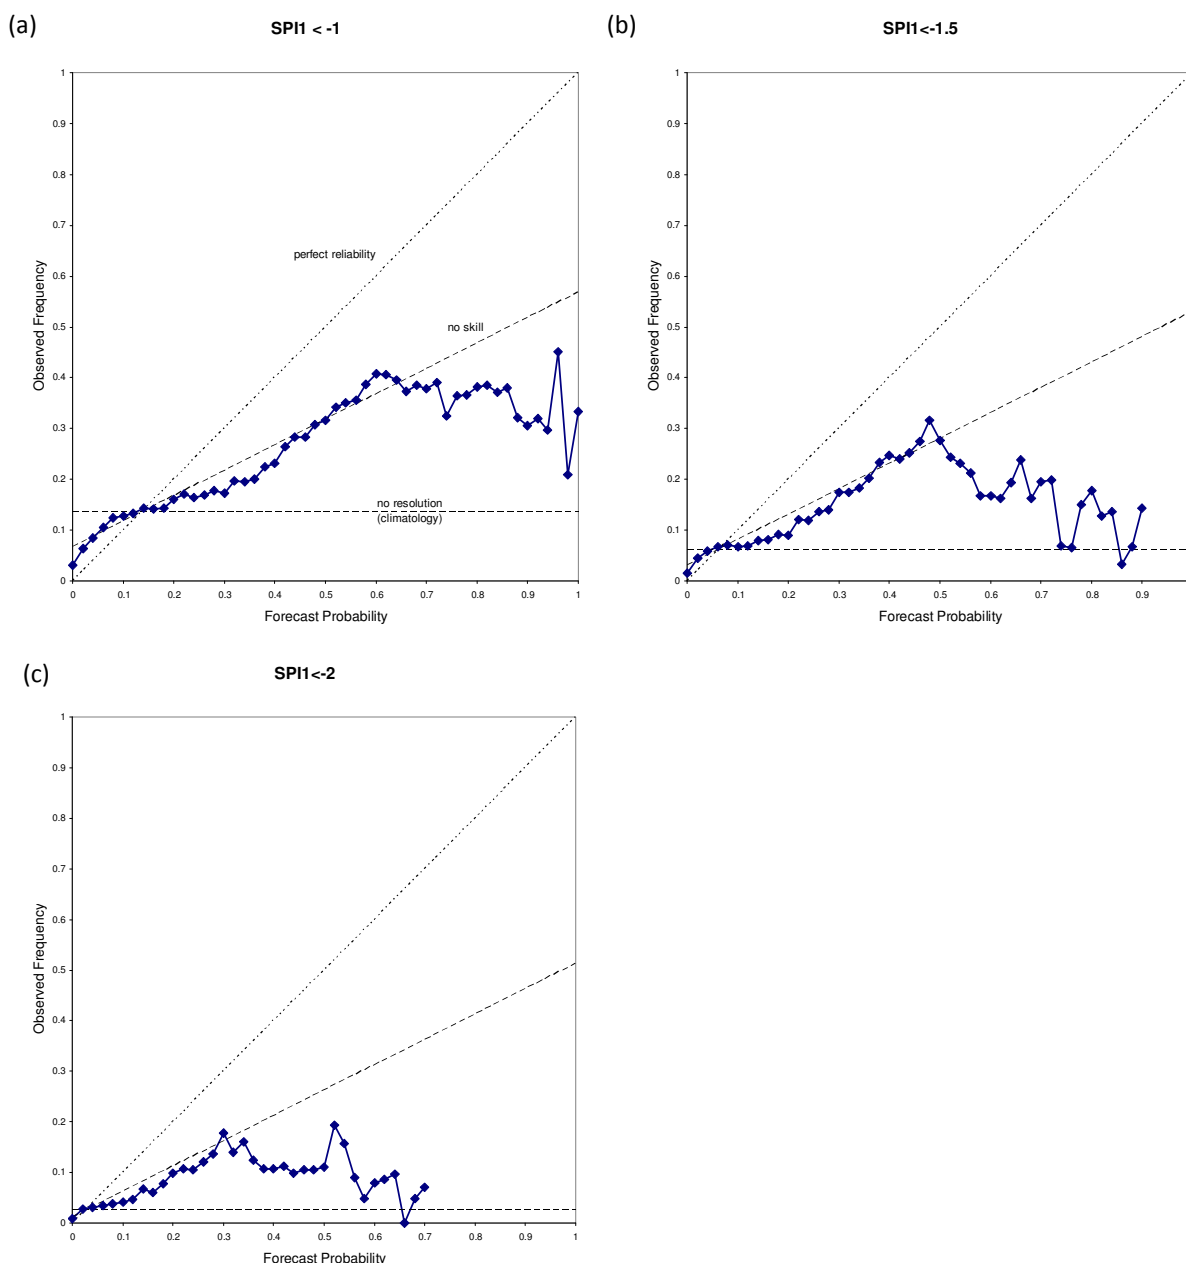 (a)
SPI1 < -1
1
0.9
0.8
0.7
0.6
0.5
0.4
0.3
0.2
0.1
0
Observed Frequency
perfect reliability
no skill
no resolution
(climatology)
0 0.1 0.2 0.3 0.4 0.5 0.6 0.7 0.8 0.9 1
Forecast Probability
(b)
SPI1<-1.5
1
0.9
0.8
0.7
0.6
0.5
0.4
0.3
0.2
0.1
0
Observed Frequency
0 0.1 0.2 0.3 0.4 0.5 0.6 0.7 0.8 0.9
Forecast Probability
(c)
SPI1<-2
1
0.9
0.8
0.7
0.6
0.5
0.4
0.3
0.2
0.1
0
Observed Frequency
0 0.1 0.2 0.3 0.4 0.5 0.6 0.7 0.8 0.9 1
Forecast Probability